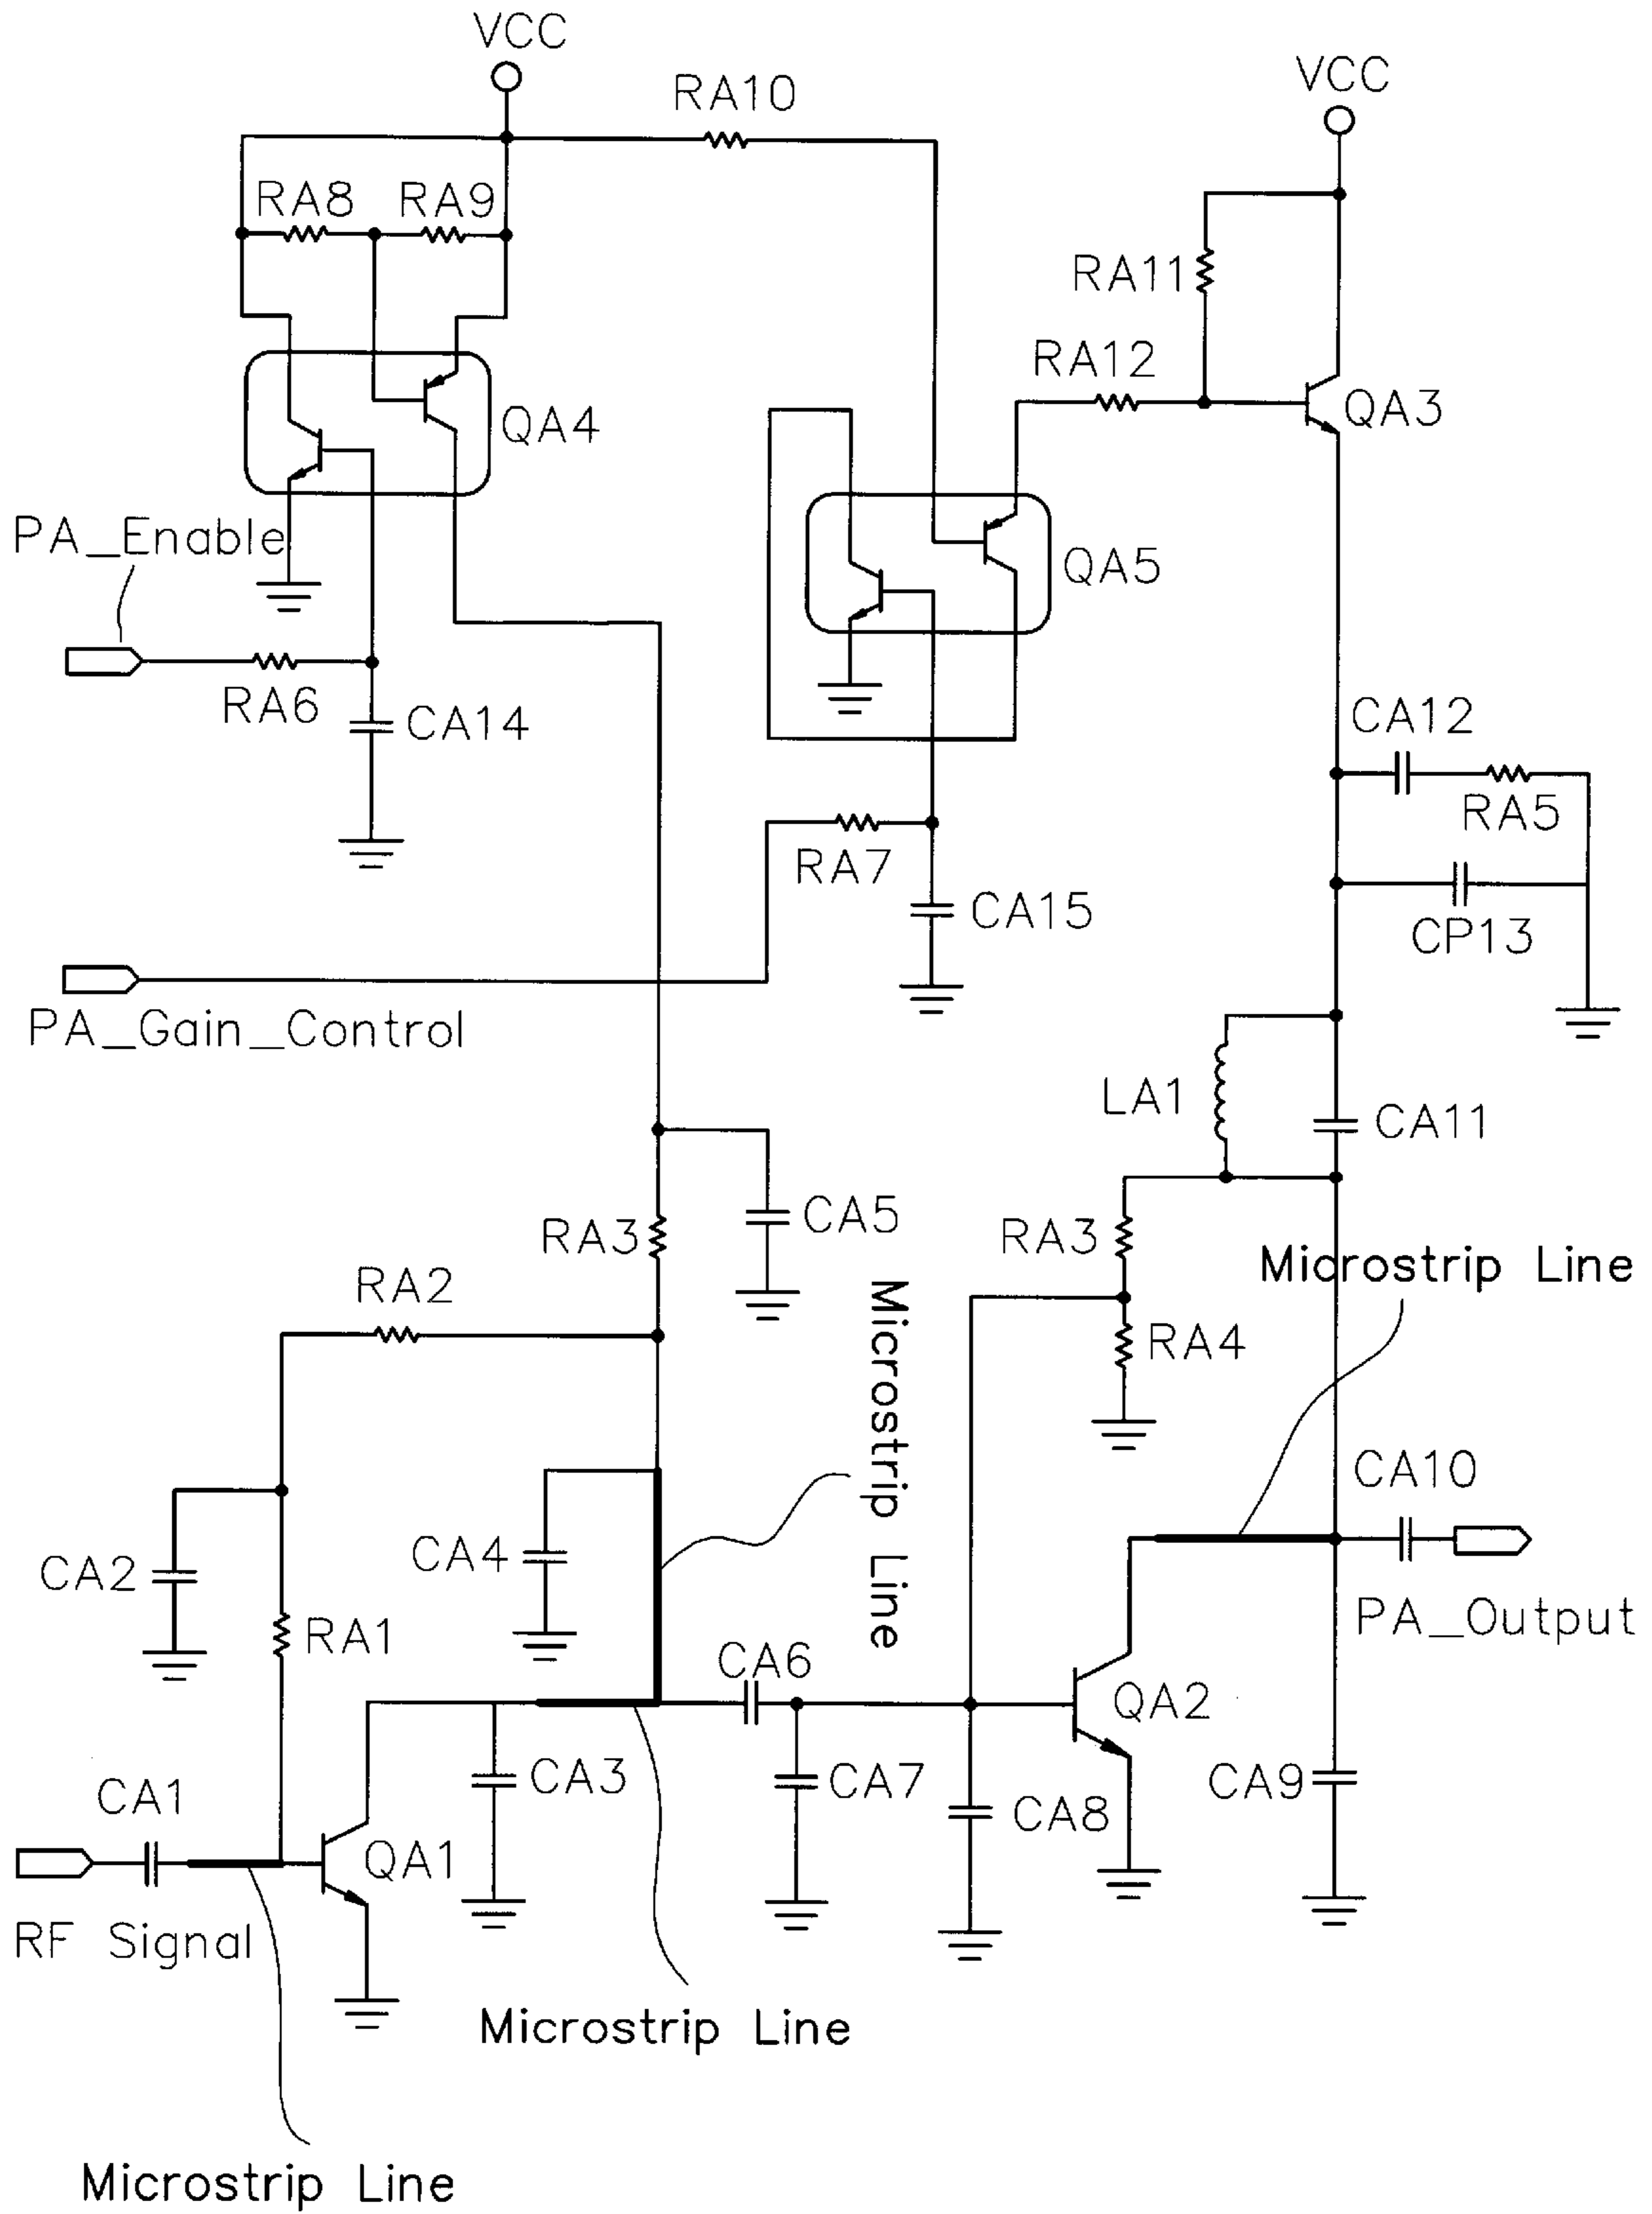 VCC
VCC
RA10
RA8
RA9
RA11
RA12
QA4
QA3
PA_Enable
QA5
RA6
CA14
CA12
RA5
RA7
CA15
CP13
PA_Gain_Control
LA1
CA11
RA3
CA5
RA3
Microstrip Line
RA2
Microstrip Line
RA4
CA10
CA4
CA2
RA1
PA_Output
CA6
QA2
CA3
CA7
CA9
CA1
CA8
QA1
RF Signal
Microstrip Line
Microstrip Line